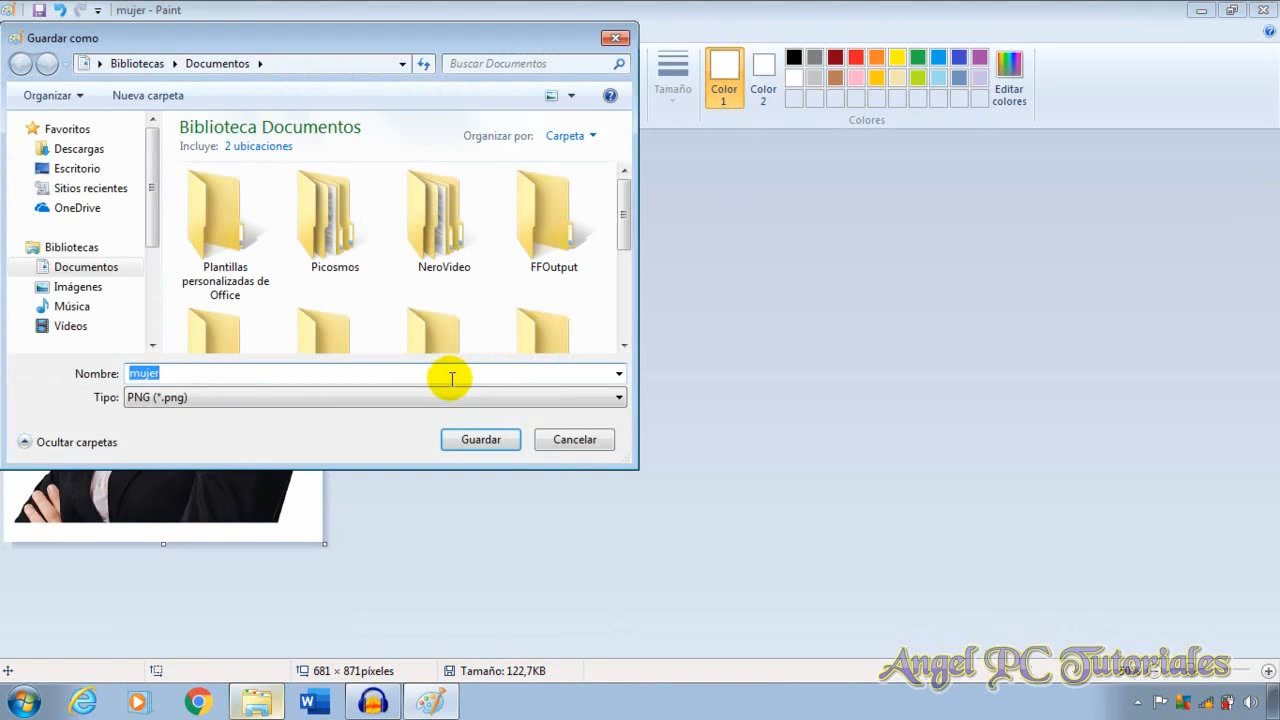 mujer - Paint
Guardar como
Bibliotecas
Documentos
Buscar Documentos
Organizar
Nueva carpeta
Favoritos
Descargas
Escritorio
Sitios recientes
OneDrive
Bibliotecas
Documentos
Imágenes
Música
Vídeos
Biblioteca Documentos
Incluye: 2 ubicaciones
Organizar por: Carpeta
Plantillas
personalizadas de
Office
Picosmos
NeroVideo
FFOutput
Nombre: mujer
Tipo: PNG (*.png)
Ocultar carpetas
Guardar
Cancelar
Tamaño
Color
1
Color
2
Editar
colores
Colores
681 × 871píxeles
Tamaño: 122,7KB
Angel PC Tutoriales